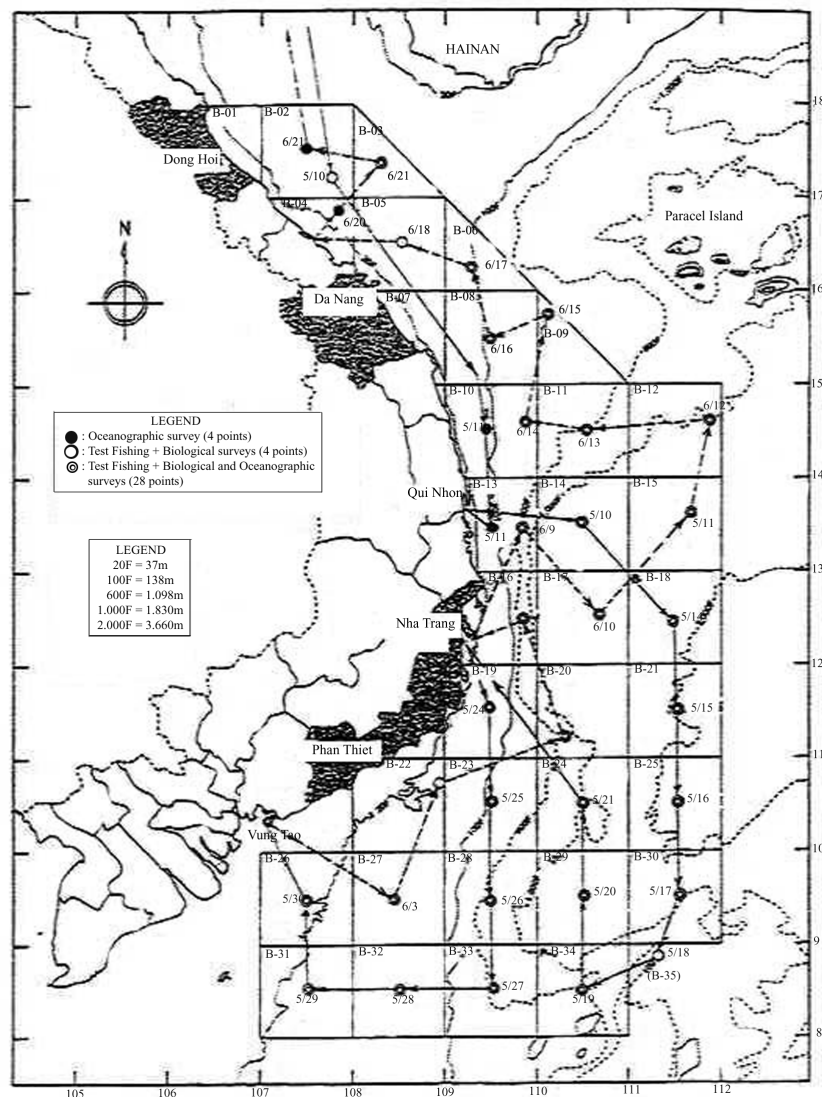 HAINAN
18
B-01
B-02
B-03
6/21
Dong Hoi
5/10
6/21
B-04
B-05
17
6/20
6/18
B-06
Paracel Island
N
6/17
Da Nang
B-07
B-08
16
6/15
B-09
6/16
15
B-10
B-11
B-12
6/12
LEGEND
: Oceanographic survey (4 points)
: Test Fishing + Biological surveys (4 points)
: Test Fishing + Biological and Oceanographic
surveys (28 points)
5/11
6/14
6/13
14
Qui Nhon
B-13
B-14
B-15
5/10
5/11
5/11
6/9
LEGEND
20F = 37m
100F = 138m
600F = 1.098m
1.000F = 1.830m
2.000F = 3.660m
13
B-16
B-17
B-18
6/10
5/14
Nha Trang
12
B-19
B-20
B-21
5/24
5/15
Phan Thiet
11
B-22
B-23
B-24
B-25
5/25
5/21
5/16
Vung Tao
10
B-26
B-27
B-28
B-29
B-30
5/30
6/3
5/26
5/20
5/17
9
B-31
B-32
B-33
B-34
5/18
(B-35)
5/29
5/28
5/27
5/19
8
105
106
107
108
109
110
111
112